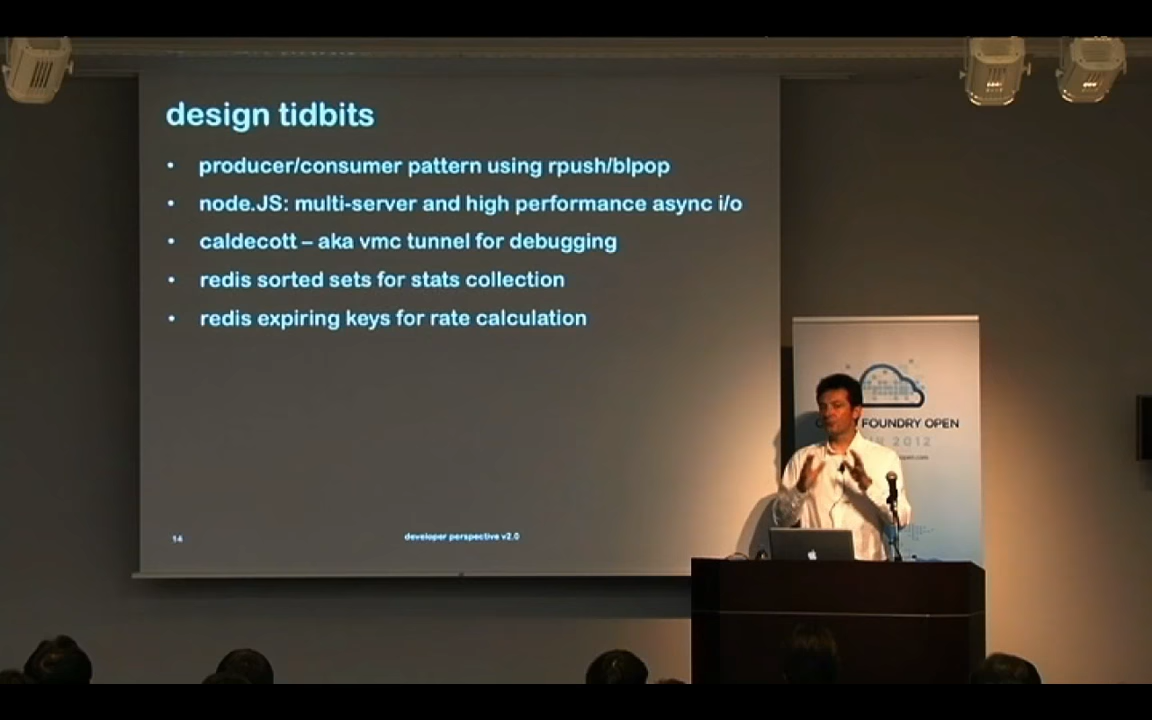 design tidbits
• producer/consumer pattern using rpush/blpop
• node.JS: multi-server and high performance async i/o
• caldecott – aka vmc tunnel for debugging
• redis sorted sets for stats collection
• redis expiring keys for rate calculation
14
developer perspective v2.0
FOUNDRY OPEN
2012